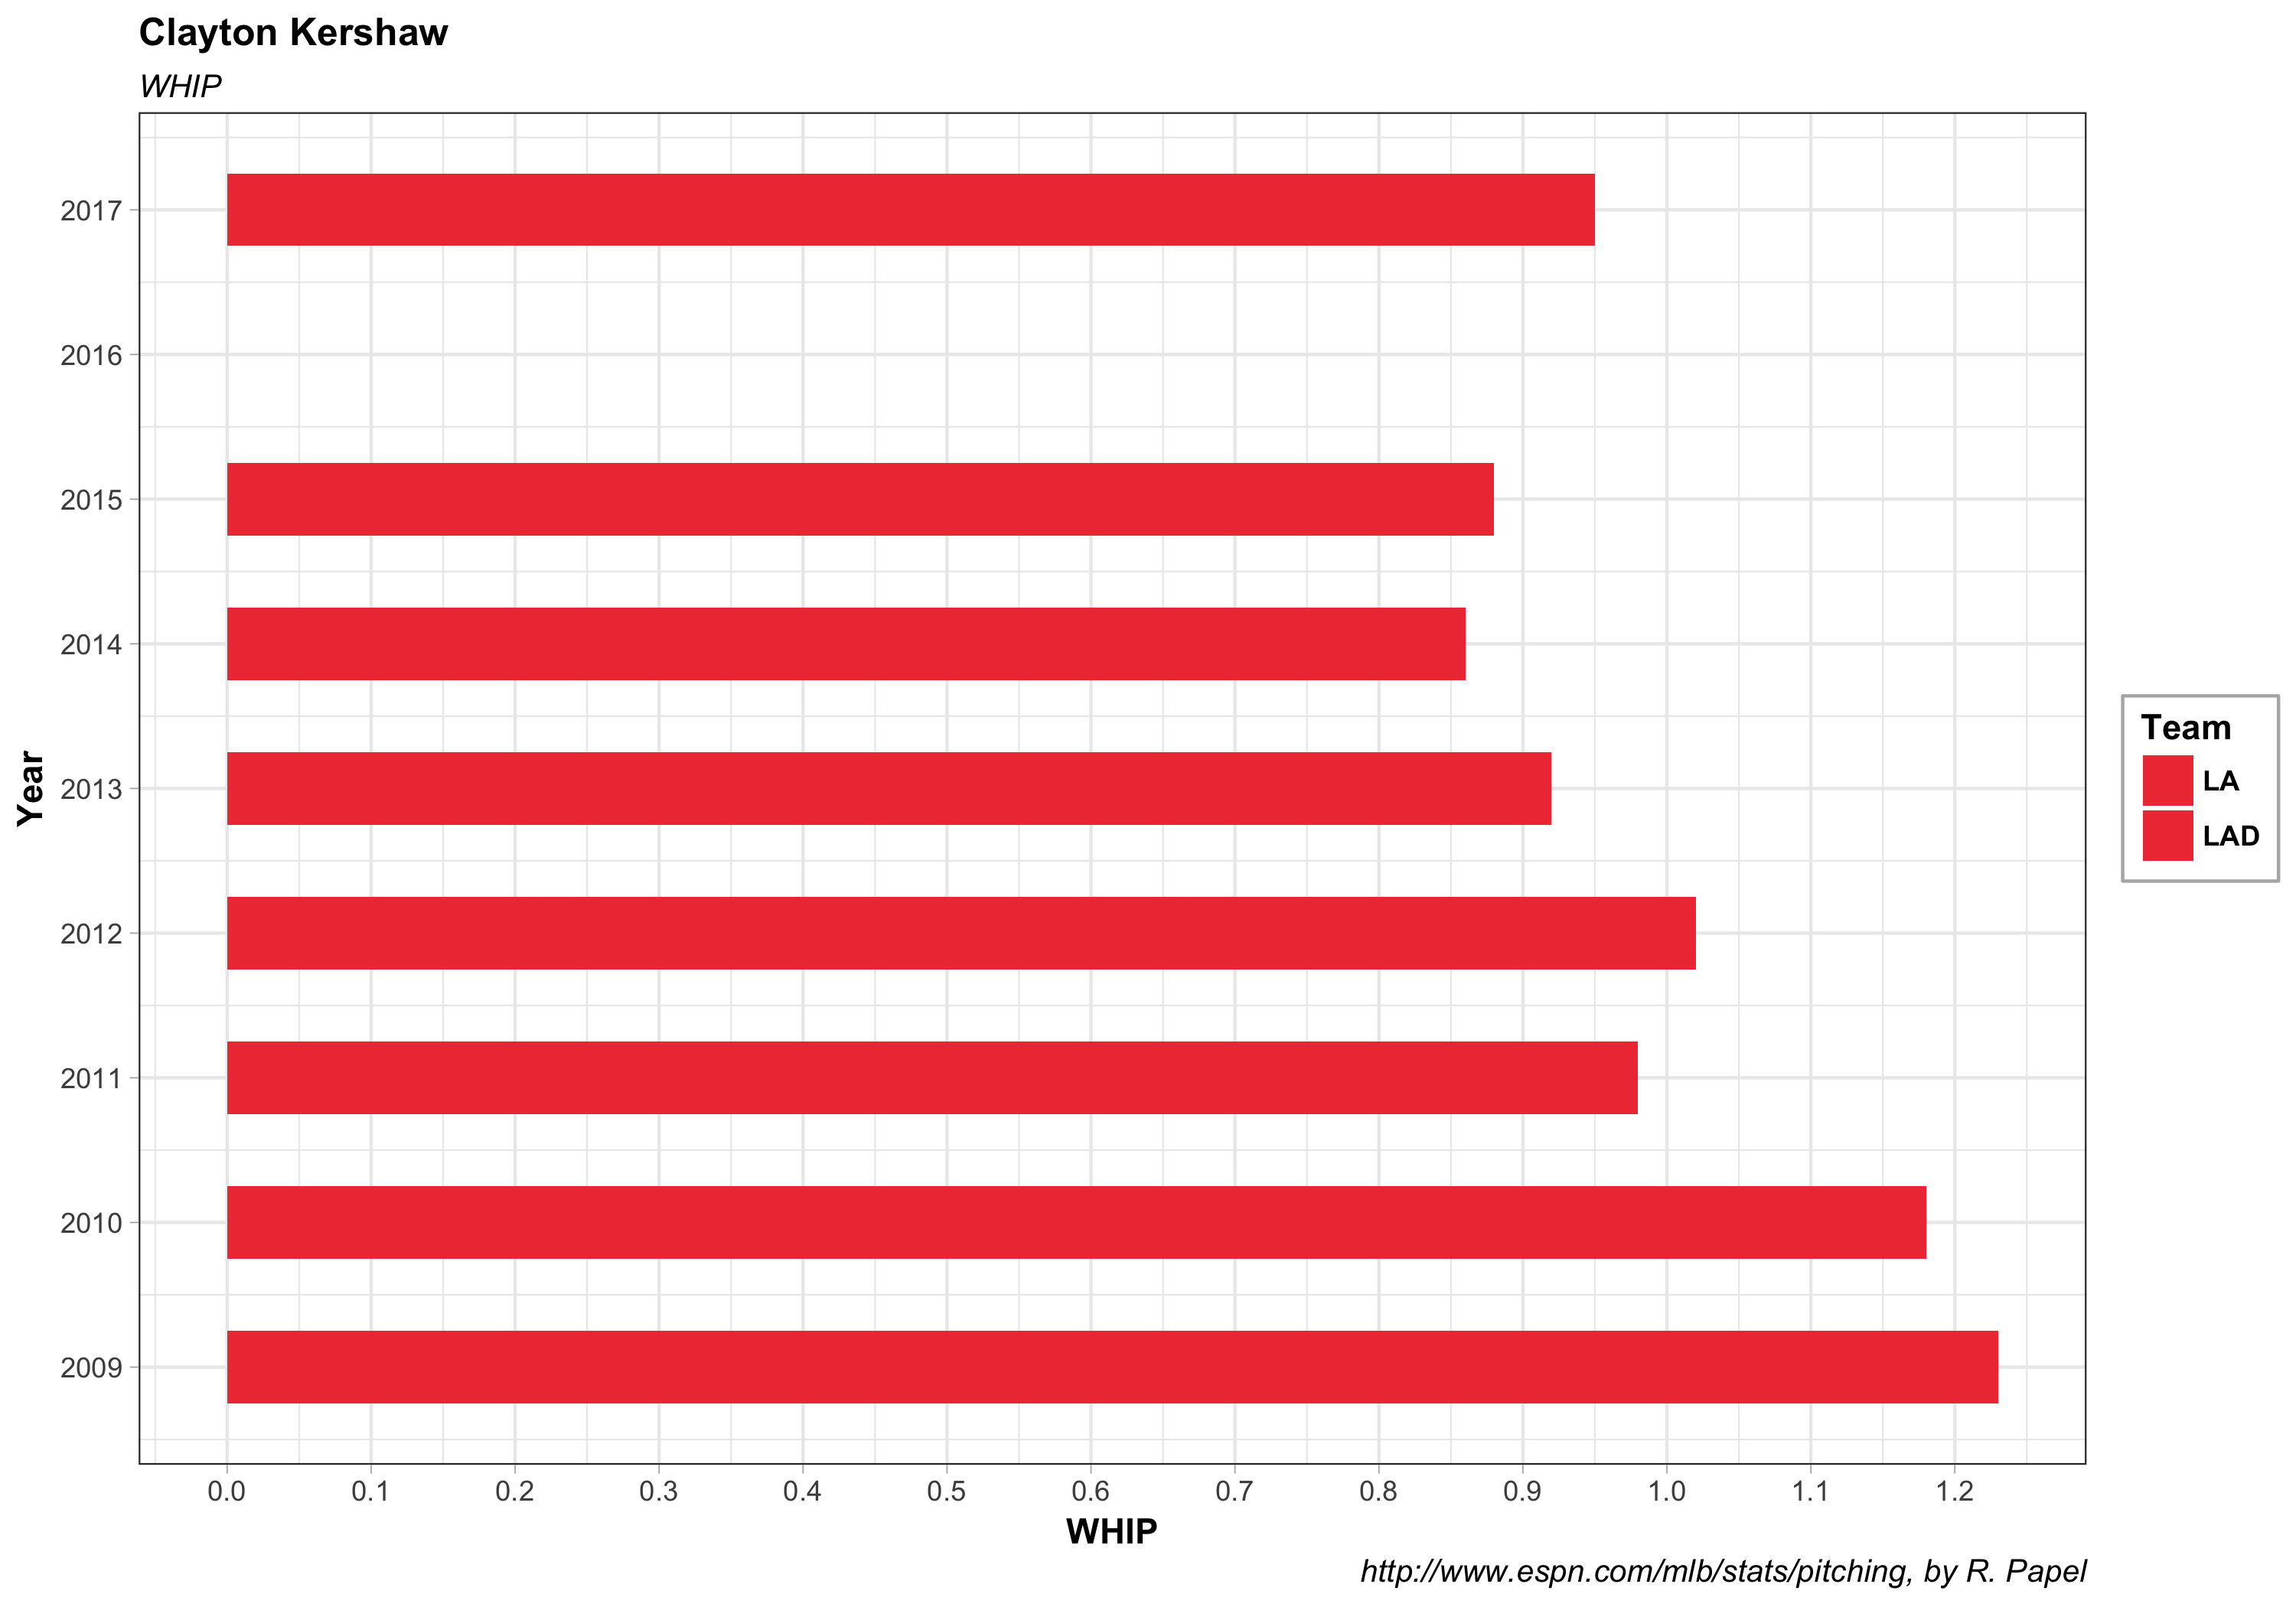 Clayton Kershaw
WHIP
Year
2017
2016
2015
2014
2013
2012
2011
2010
2009
0.0 0.1 0.2 0.3 0.4 0.5 0.6 0.7 0.8 0.9 1.0 1.1 1.2
WHIP
Team
LA
LAD
http://www.espn.com/mlb/stats/pitching, by R. Papel